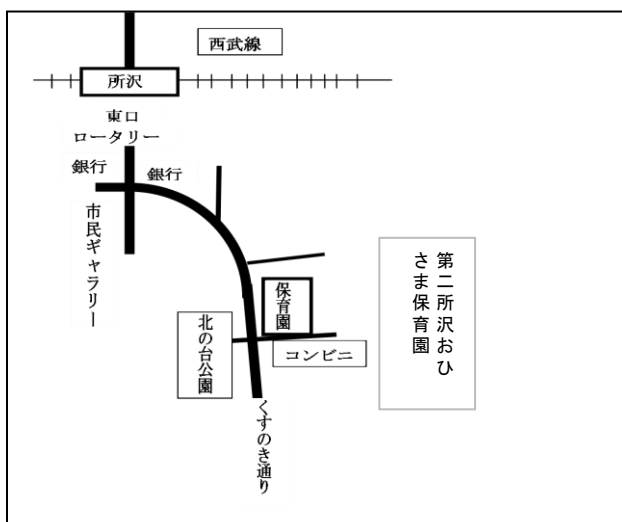 西武線
所沢
東口
ロータリー
銀行
銀行
市民ギャラリー
保育園
北の台公園
コンビニ
くすのき通り
第二所沢おひ
さま保育園